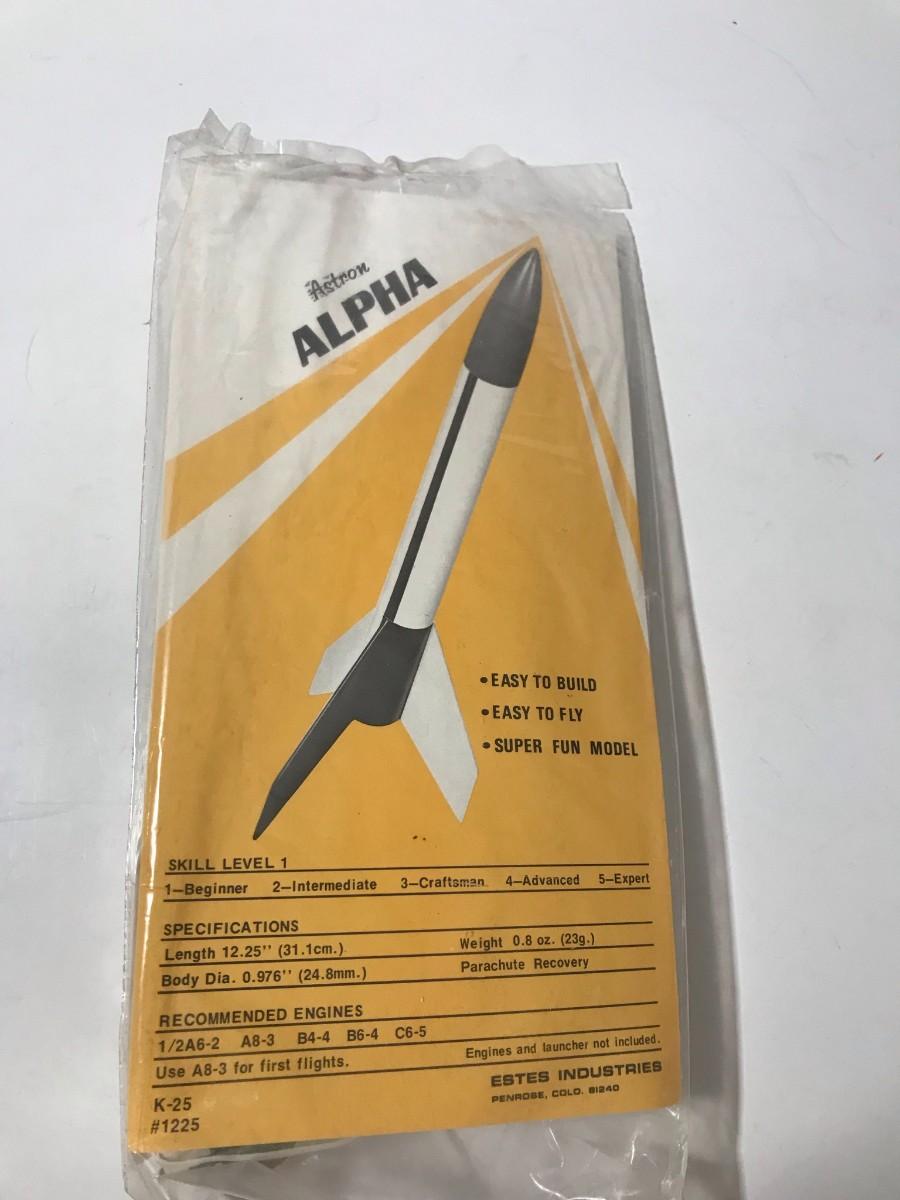 Astron
ALPHA
• EASY TO BUILD
• EASY TO FLY
• SUPER FUN MODEL
SKILL LEVEL 1
1—Beginner 2—Intermediate 3—Craftsman 4—Advanced 5—Expert
SPECIFICATIONS
Length 12.25'' (31.1cm.) Weight 0.8 oz. (23g.)
Body Dia. 0.976'' (24.8mm.) Parachute Recovery
RECOMMENDED ENGINES
1/2A6-2 A8-3 B4-4 B6-4 C6-5
Use A8-3 for first flights. Engines and launcher not included.
ESTES INDUSTRIES
PENROSE, COLO. 81240
K-25
#1225